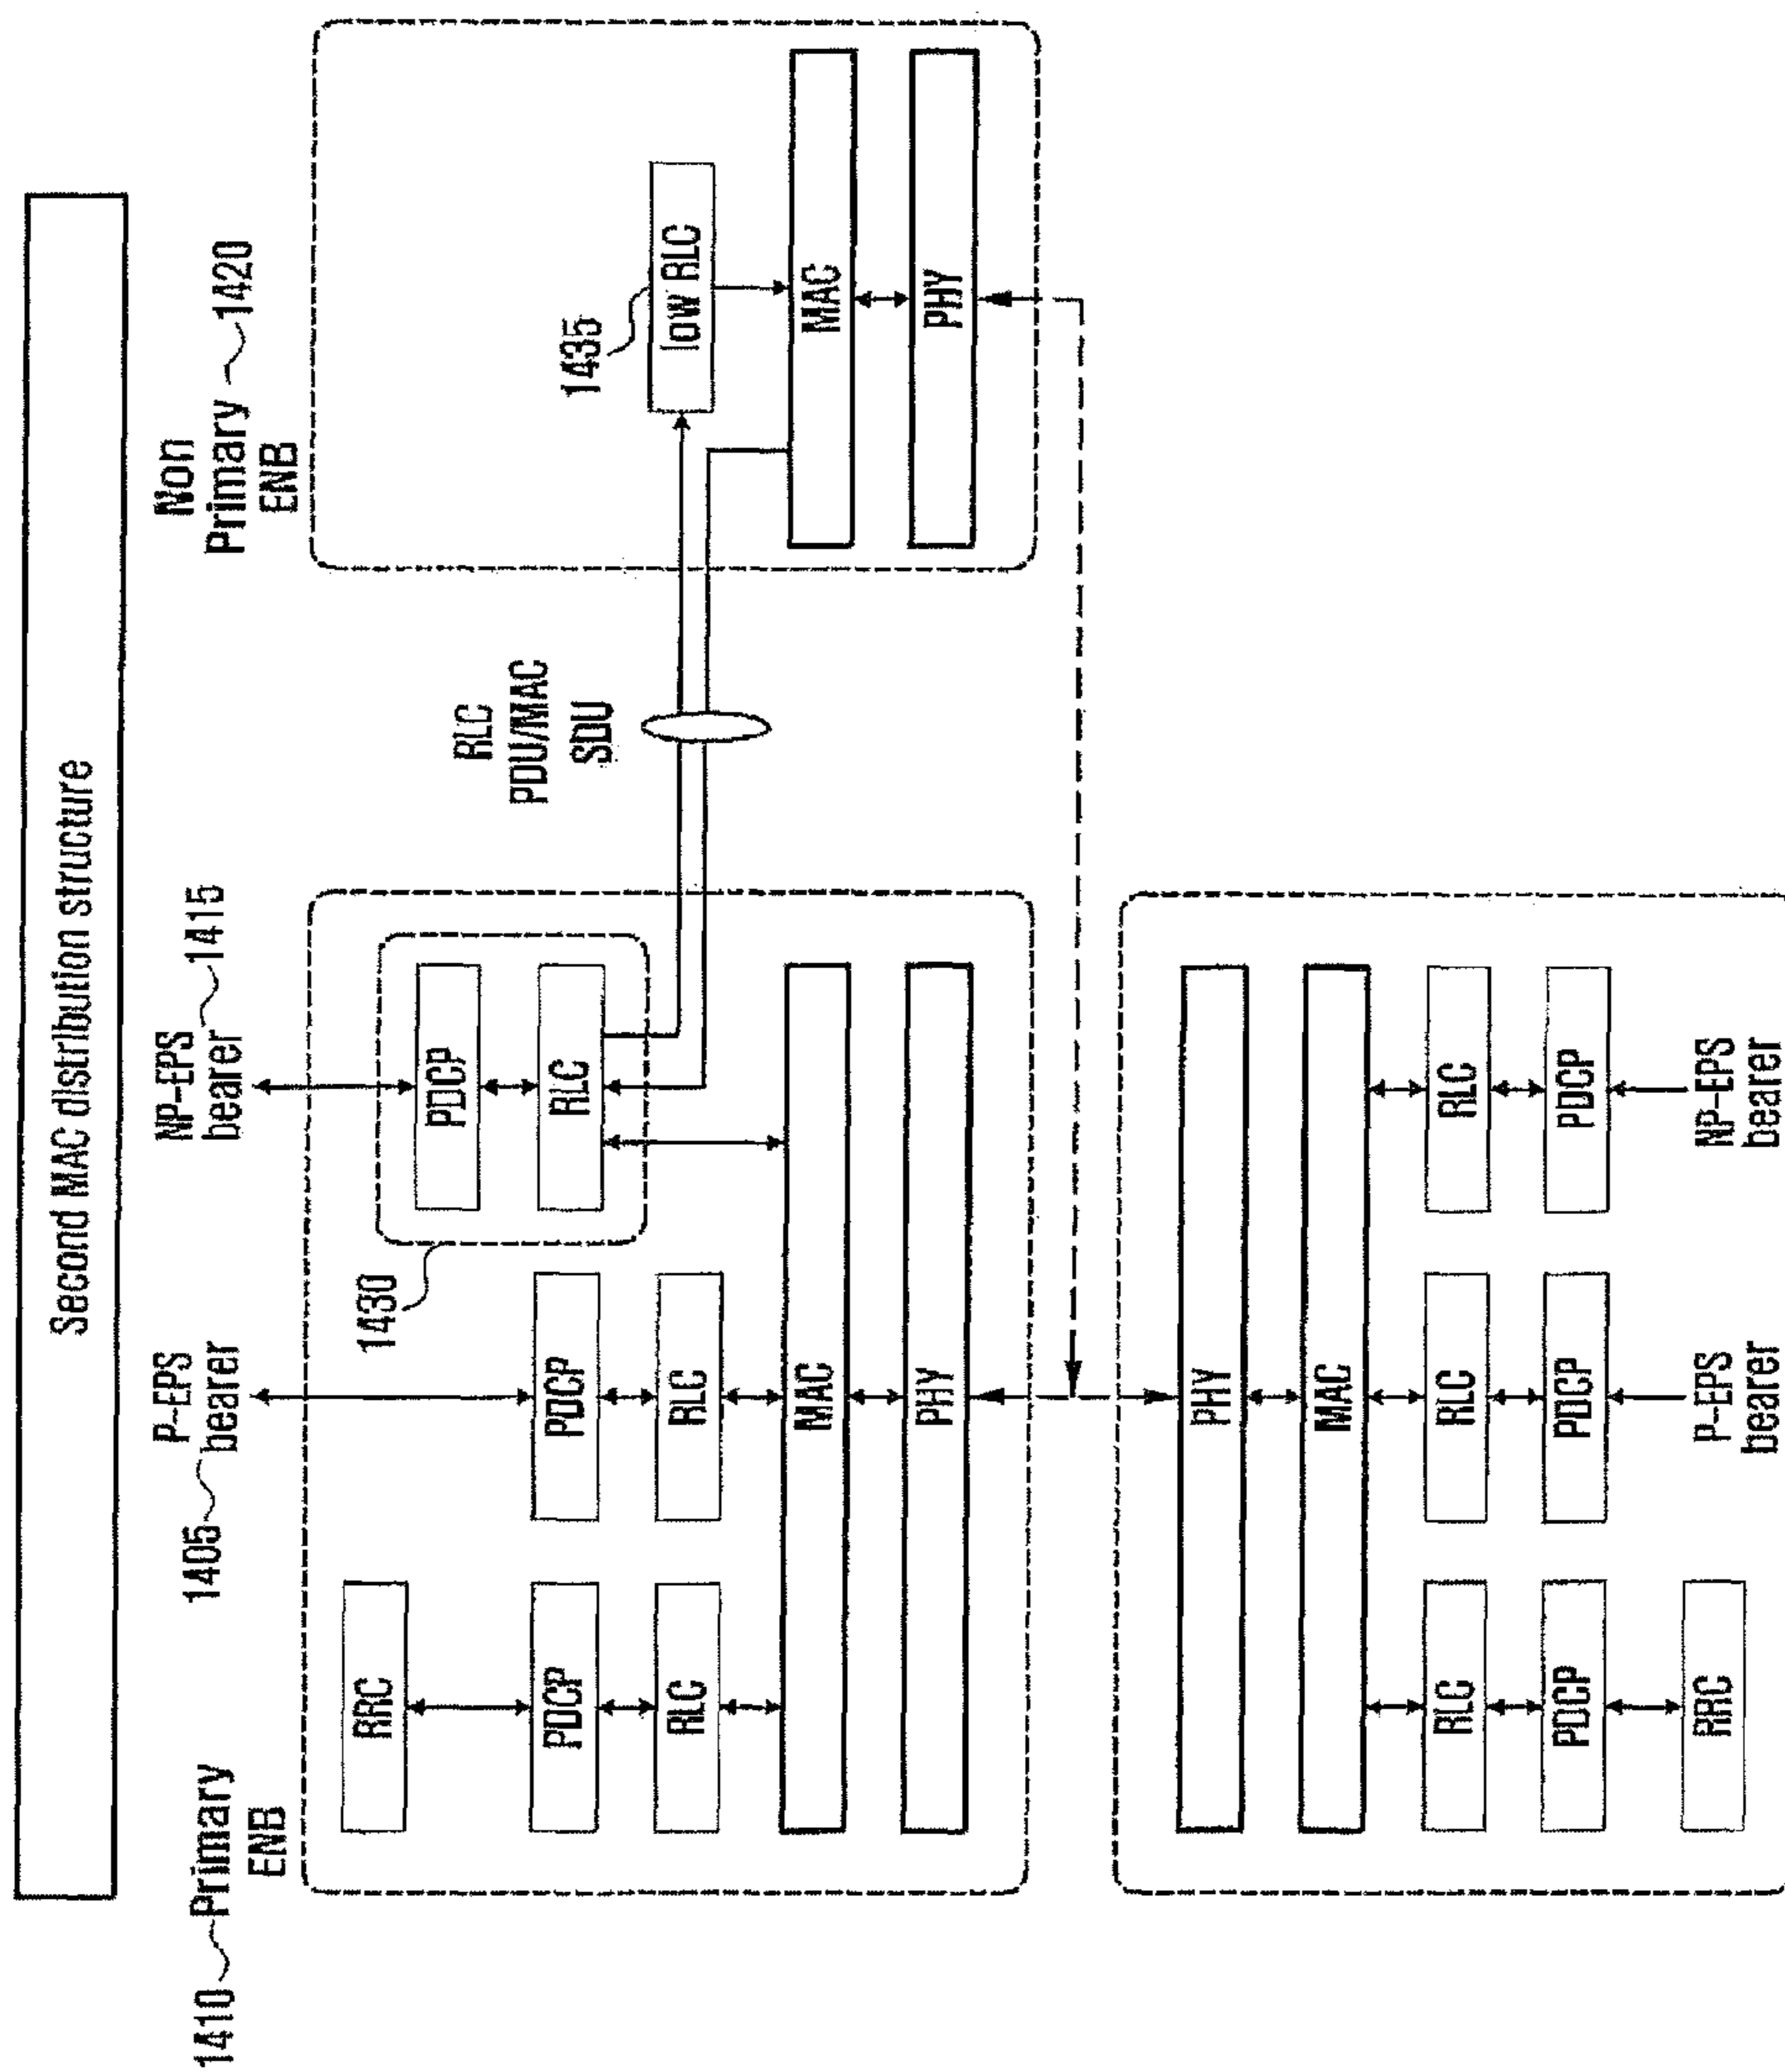 Second MAC distribution structure
1410 Primary
ENB
1405
P-EPS
bearer
NP-EPS
bearer 1415
Non
Primary 1420
ENB
RRC
PDCP
RLC
PDCP
RLC
1430
PDCP
RLC
MAC
PHY
RLC
PDU/MAC
SDU
1435
low RLC
MAC
PHY
PHY
MAC
RLC
RLC
RLC
PDCP
PDCP
PDCP
RRC
P-EPS
bearer
NP-EPS
bearer